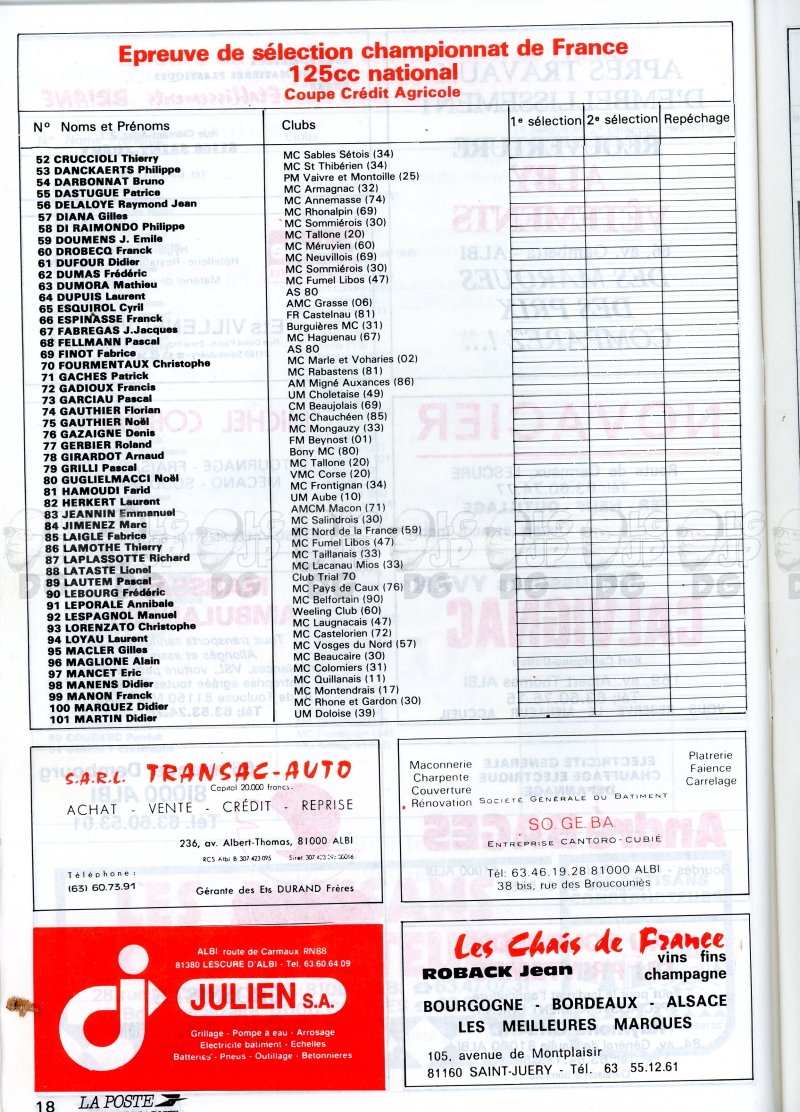 Epreuve de sélection championnat de France
125cc national
Coupe Crédit Agricole
N° Noms et Prénoms Clubs 1e sélection 2e sélection Repéchage
52 CRUCCIOLI Thierry MC Sables Sétois (34)
53 DANCKAERTS Philippe MC St Thibérien (34)
54 DARBONNAT Bruno PM Vaivre et Montoille (25)
55 DASTUGUE Patrice MC Armagnac (32)
56 DELALOYE Raymond Jean MC Annemasse (74)
57 DIANA Gilles MC Rhonalpin (69)
58 DI RAIMONDO Philippe MC Sommiérois (30)
59 DOUMENS J. Emile MC Tallone (20)
60 DROBECQ Franck MC Méruvien (60)
61 DUFOUR Didier MC Neuvillois (69)
62 DUMAS Frédéric MC Sommiérois (30)
63 DUMORA Mathieu MC Fumel Libos (47)
64 DUPUIS Laurent AS 80
65 ESQUIROL Cyril AMC Grasse (06)
66 ESPINASSE Franck FR Castelnau (81)
67 FABREGAS J.Jacques Burguières MC (31)
68 FELLMANN Pascal MC Haguenau (67)
69 FINOT Fabrice AS 80
70 FOURMENTAUX Christophe MC Marle et Voharies (02)
71 GACHES Patrick MC Rabastens (81)
72 GADIOUX Francis AM Migné Auxances (86)
73 GARCIAU Pascal UM Choletaise (49)
74 GAUTHIER Florian CM Beaujolais (69)
75 GAUTHIER Noël MC Chauchéen (85)
76 GAZAIGNE Denis MC Mongauzy (33)
77 GERBIER Roland FM Beynost (01)
78 GIRARDOT Arnaud Bony MC (80)
79 GRILLI Pascal MC Tallone (20)
80 GUGLIELMACCI Noël VMC Corse (20)
81 HAMOUDI Farid MC Frontignan (34)
82 HERKERT Laurent UM Aube (10)
83 JEANNIN Emmanuel AMCM Macon (71)
84 JIMENEZ Marc MC Salindrois (30)
85 LAIGLE Fabrice MC Nord de la France (59)
86 LAMOTHE Thierry MC Fumel Libos (47)
87 LAPLASSOTTE Richard MC Taillanais (33)
88 LATASTE Lionel MC Lacanau Mios (33)
89 LAUTEM Pascal Club Trial 70
90 LEBOURG Frédéric MC Pays de Caux (76)
91 LEPORALE Annibale MC Belfortain (90)
92 LESPAGNOL Manuel Weeling Club (60)
93 LORENZATO Christophe MC Laugnacais (47)
94 LOYAU Laurent MC Castelorien (72)
95 MACLER Gilles MC Vosges du Nord (57)
96 MAGLIONE Alain MC Beaucaire (30)
97 MANCET Eric MC Colomiers (31)
98 MANENS Didier MC Quillanais (11)
99 MANON Franck MC Montendrais (17)
100 MARQUEZ Didier MC Rhone et Gardon (30)
101 MARTIN Didier UM Doloise (39)
S.A.R.L. TRANSAC-AUTO
Capital 20.000 francs
ACHAT - VENTE - CRÉDIT - REPRISE
236, av. Albert-Thomas, 81000 ALBI
RCS Albi B 307 423 095
Téléphone :
(63) 60.73.91 Gérante des Ets DURAND Frères
Maconnerie
Charpente
Couverture
Rénovation
Platrerie
Faience
Carrelage
SOCIETÉ GÉNÉRALE DU BATIMENT
SO.GE.BA.
ENTREPRISE CANTORO-CUBIÉ
Tél: 63.46.19.28 81000 ALBI
38 bis, rue des Broucouniès
ALBI route de Carmaux RN88
81380 LESCURE D'ALBI - Tel. 63.60.64.09
JULIEN S.A.
Grillage - Pompe a eau - Arrosage
Electricite batiment - Echelles
Batteries - Pneus - Outillage - Betonnieres
Les Chais de France
ROBACK Jean
vins fins
champagne
BOURGOGNE - BORDEAUX - ALSACE
LES MEILLEURES MARQUES
105, avenue de Montplaisir
81160 SAINT-JUERY - Tél. 63 55.12.61
18 LA POSTE